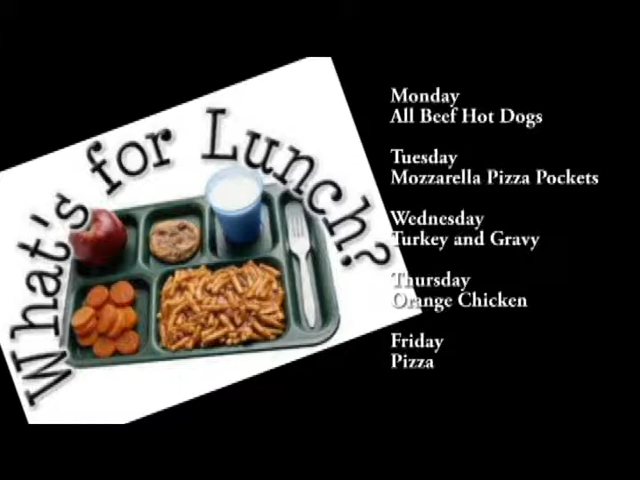 What's for Lunch?
Monday
All Beef Hot Dogs
Tuesday
Mozzarella Pizza Pockets
Wednesday
Turkey and Gravy
Thursday
Orange Chicken
Friday
Pizza